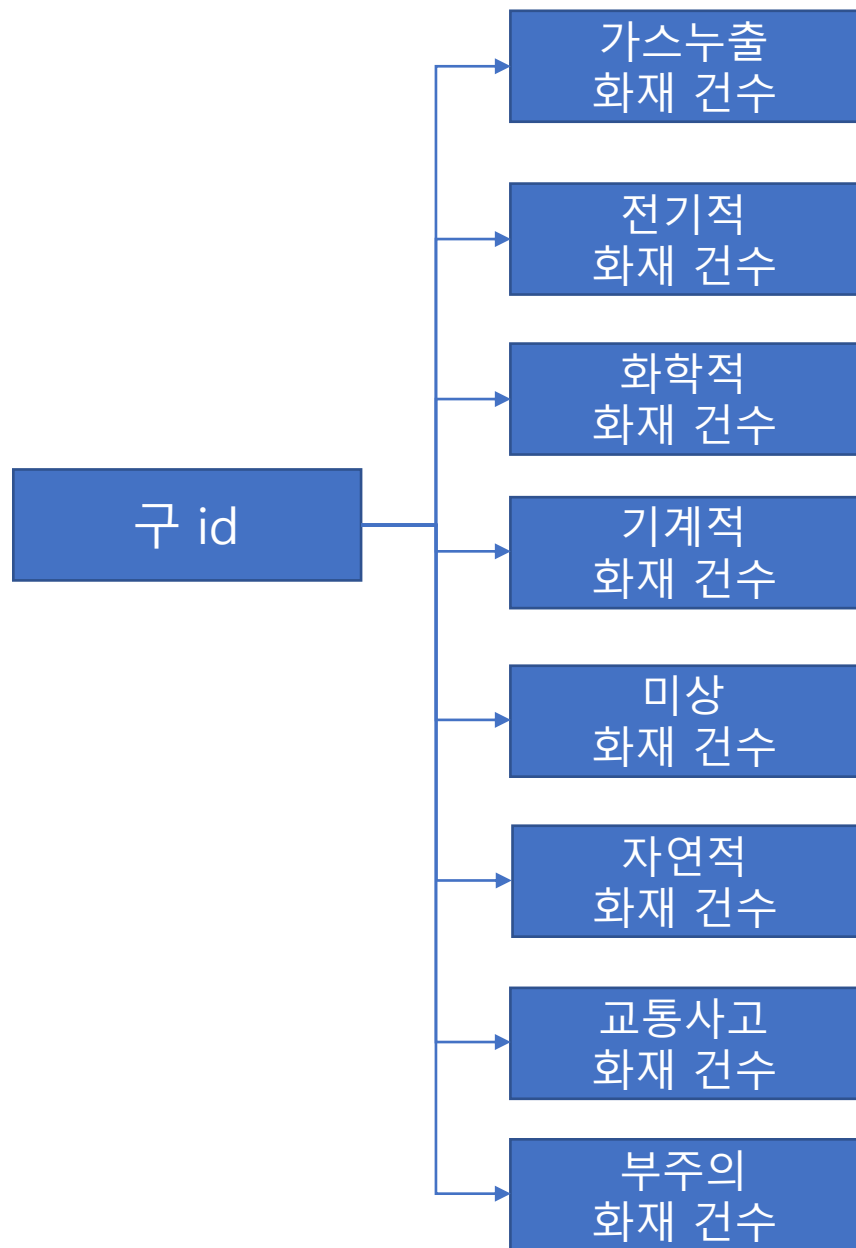 가스누출
화재 건수
전기적
화재 건수
화학적
화재 건수
구 id
기계적
화재 건수
미상
화재 건수
자연적
화재 건수
교통사고
화재 건수
부주의
화재 건수